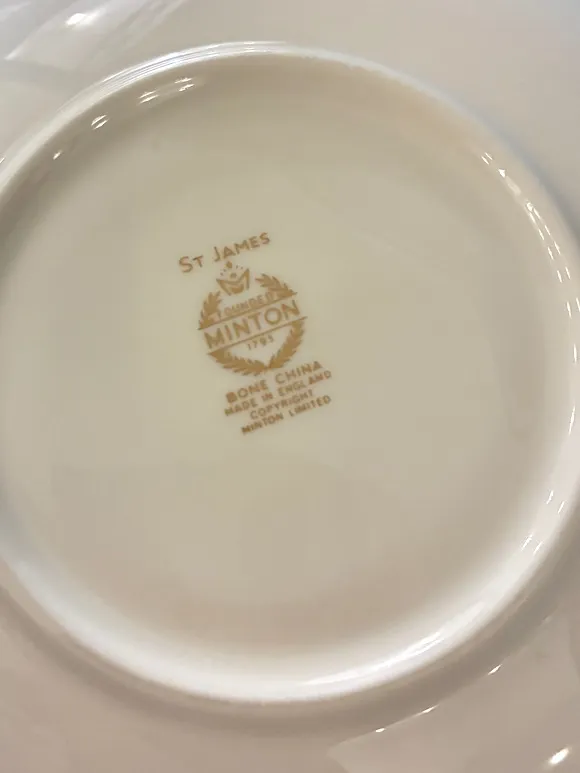 ST JAMES
FOUNDED
MINTON
1793
BONE CHINA
MADE IN ENGLAND
COPYRIGHT
MINTON LIMITED